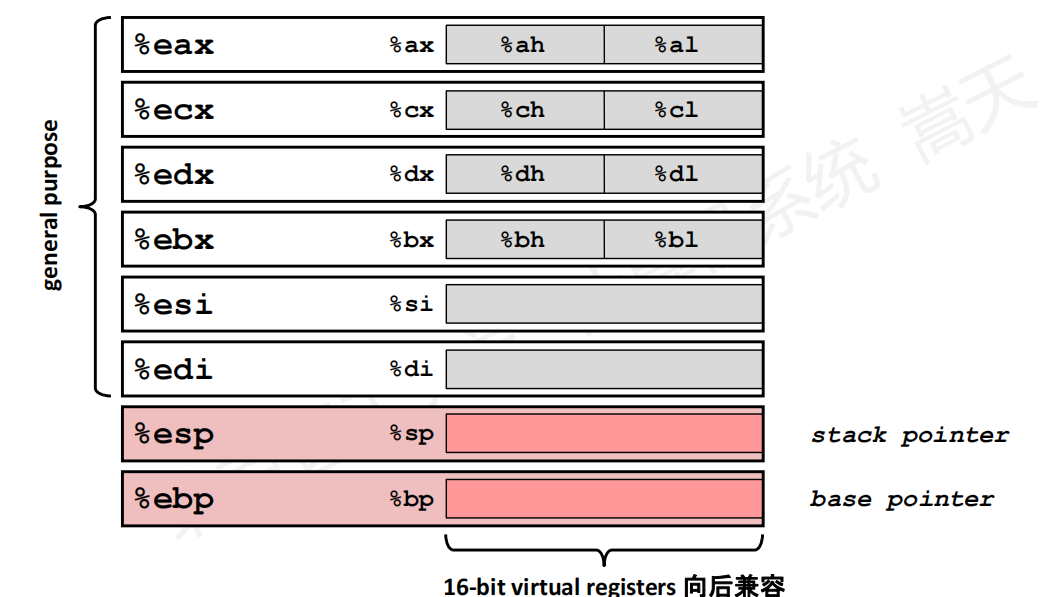 %eax %ax %ah %al
%ecx %cx %ch %cl
%edx %dx %dh %dl
%ebx %bx %bh %bl
%esi %si
%edi %di
general purpose
%esp %sp stack pointer
%ebp %bp base pointer
16-bit virtual registers 向后兼容
系统 嵩天